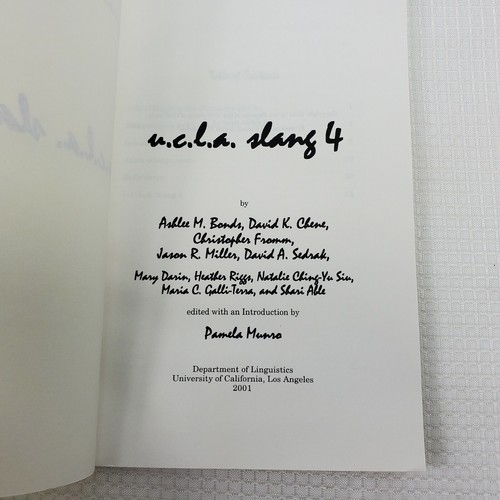 u.c.l.a. slang 4
by
Ashlee M. Bonds, David K. Chene,
Christopher Fromm,
Jason R. Miller, David A. Sedrak,
Mary Darin, Heather Riggs, Natalie Ching-Yu Siu,
Maria C. Galli-Terra, and Shari Able
edited with an Introduction by
Pamela Munro
Department of Linguistics
University of California, Los Angeles
2001